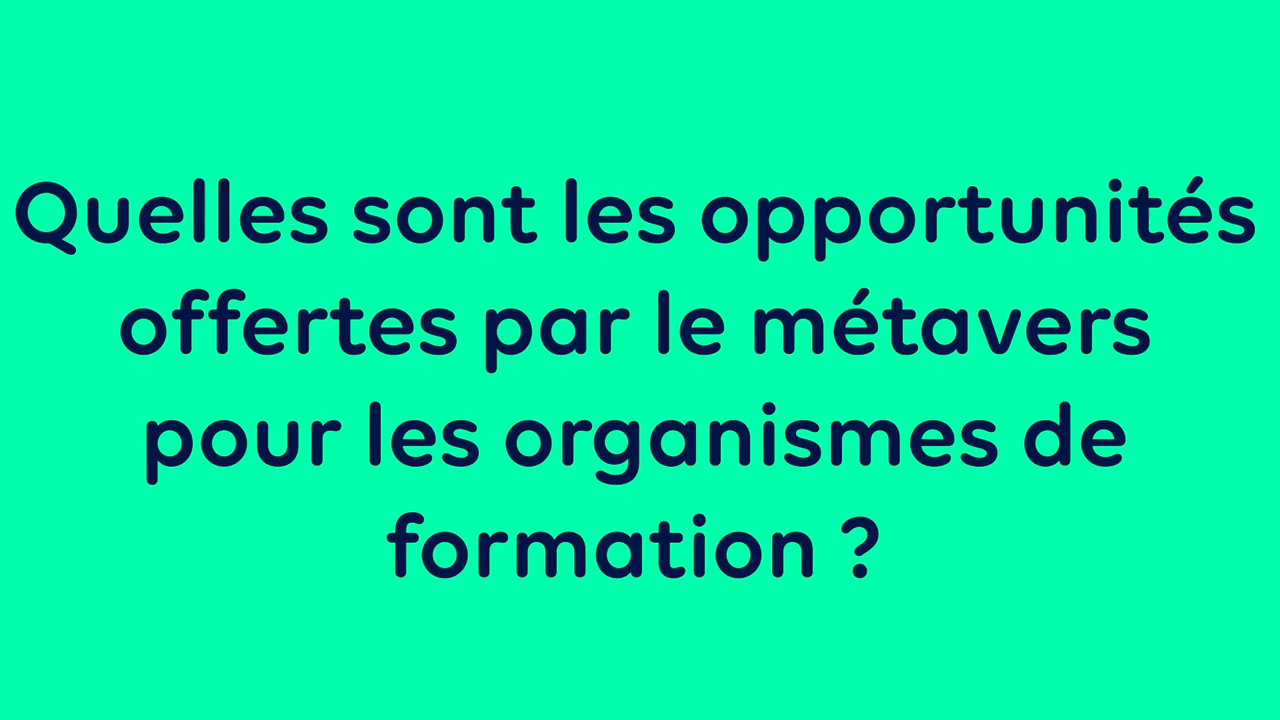 Quelles sont les opportunités
offertes par le métavers
pour les organismes de
formation ?